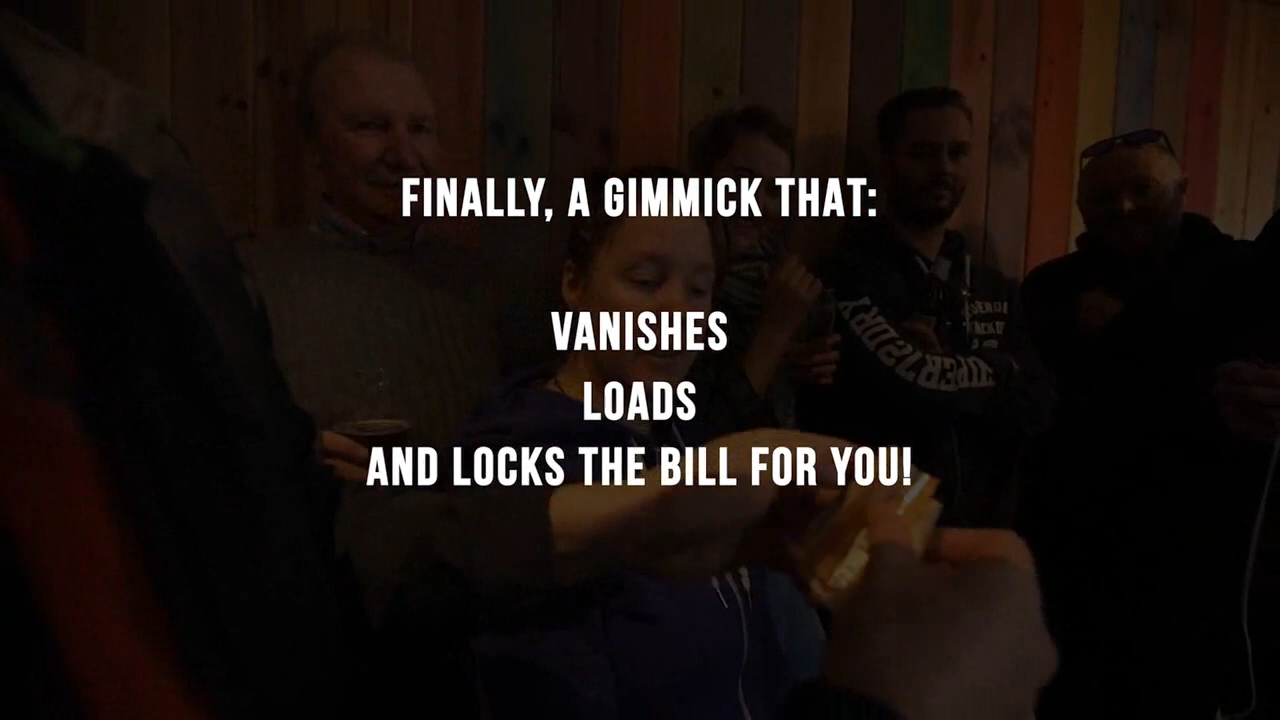 FINALLY, A GIMMICK THAT:
VANISHES
LOADS
AND LOCKS THE BILL FOR YOU!